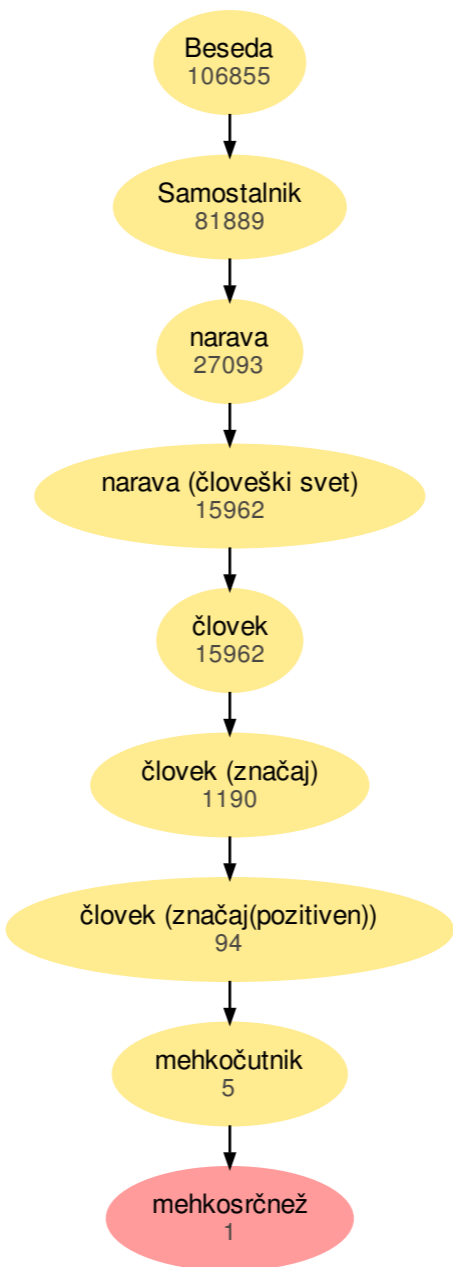 Beseda
106855
Samostalnik
81889
narava
27093
narava (človeški svet)
15962
človek
15962
človek (značaj)
1190
človek (značaj(pozitiven))
94
mehkočutnik
5
mehkosrčnež
1